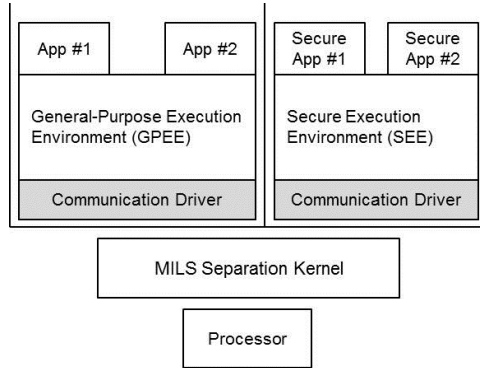 App #1
App #2
General-Purpose Execution
Environment (GPEE)
Communication Driver
Secure
App #1
Secure
App #2
Secure Execution
Environment (SEE)
Communication Driver
MILS Separation Kernel
Processor